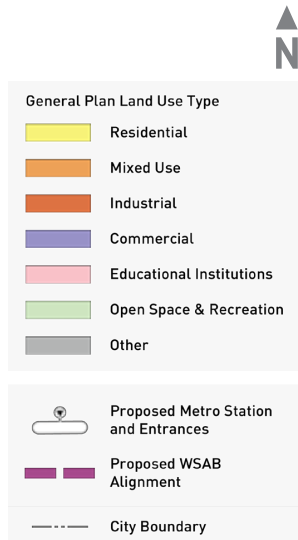 N
General Plan Land Use Type
Residential
Mixed Use
Industrial
Commercial
Educational Institutions
Open Space & Recreation
Other
Proposed Metro Station
and Entrances
Proposed WSAB
Alignment
City Boundary